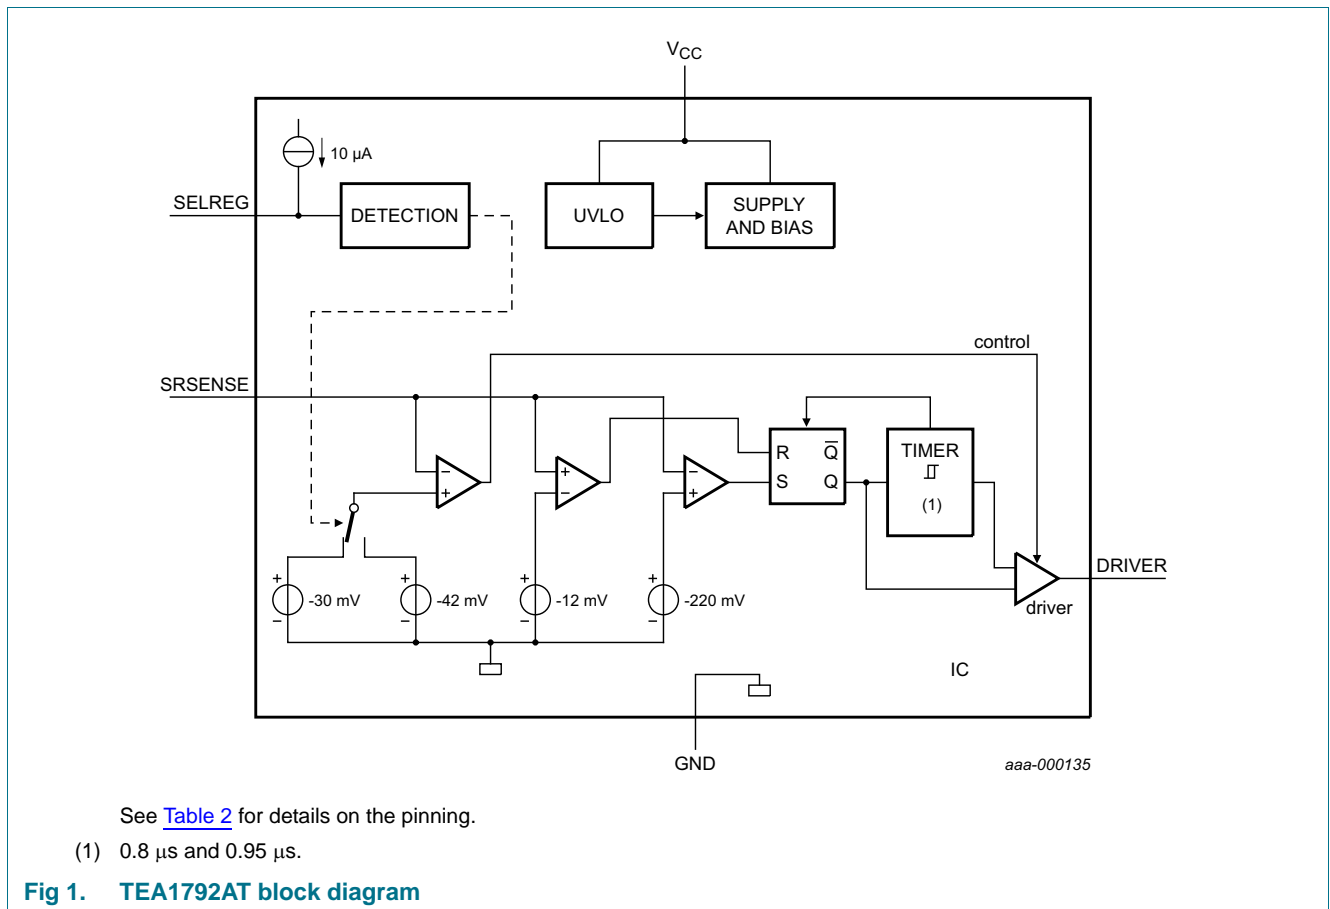 VCC
10 µA
SELREG
DETECTION
UVLO
SUPPLY
AND BIAS
control
SRSENSE
R
Q̅
S
Q
TIMER
(1)
−
+
+
−
−
+
DRIVER
driver
+
-30 mV
−
+
-42 mV
−
+
-12 mV
−
+
-220 mV
−
IC
GND
aaa-000135
See Table 2 for details on the pinning.
(1) 0.8 µs and 0.95 µs.
Fig 1. TEA1792AT block diagram